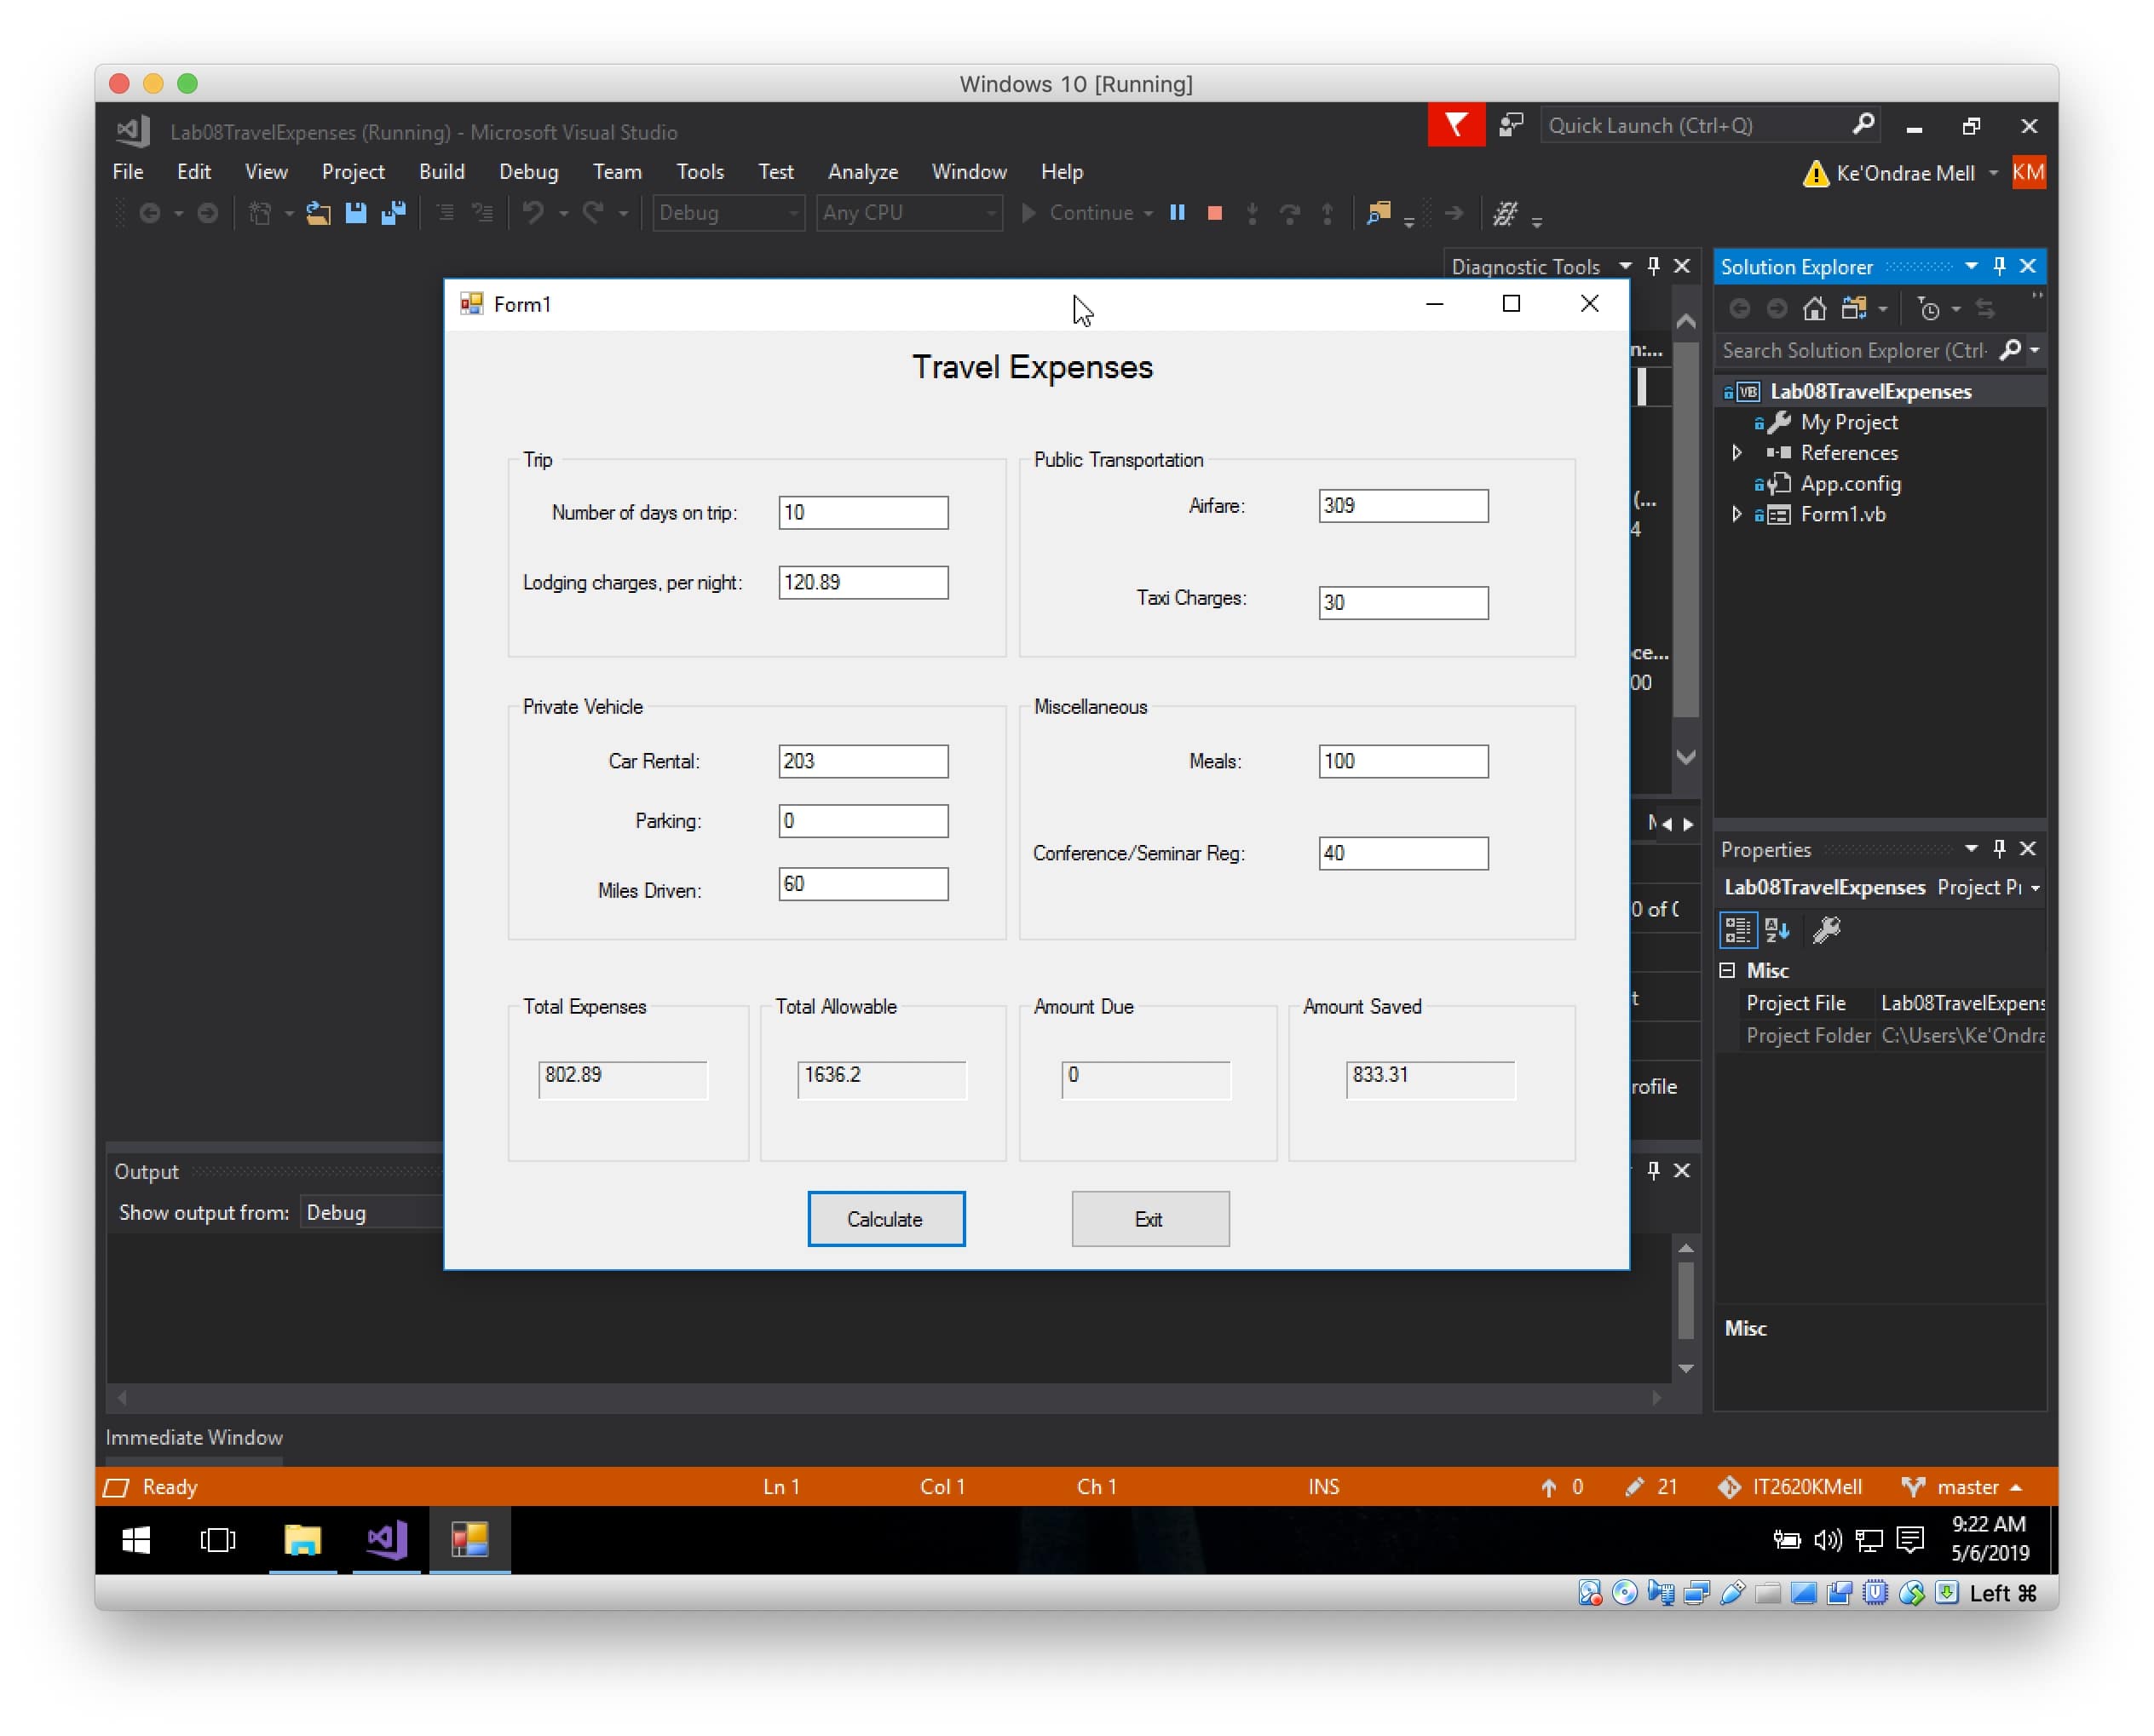 Windows 10 [Running]
Lab08TravelExpenses (Running) - Microsoft Visual Studio
Quick Launch (Ctrl+Q)
File Edit View Project Build Debug Team Tools Test Analyze Window Help
Ke'Ondrae Mell KM
Debug Any CPU Continue
Diagnostic Tools
Solution Explorer
Form1
Travel Expenses
Search Solution Explorer (Ctrl-
Lab08TravelExpenses
My Project
References
App.config
Form1.vb
Trip
Number of days on trip: 10
Lodging charges, per night: 120.89
Public Transportation
Airfare: 309
Taxi Charges: 30
Private Vehicle
Car Rental: 203
Parking: 0
Miles Driven: 60
Miscellaneous
Meals: 100
Conference/Seminar Reg: 40
Total Expenses
802.89
Total Allowable
1636.2
Amount Due
0
Amount Saved
833.31
Calculate Exit
n:...
(...
4
ce...
00
0 of
t
rofile
Properties
Lab08TravelExpenses Project
Misc
Project File Lab08TravelExpens
Project Folder C:\Users\Ke'Ondra
Misc
Output
Show output from: Debug
Immediate Window
Ready Ln 1 Col 1 Ch 1 INS 0 21 IT2620KMell master
9:22 AM
5/6/2019
Left ⌘